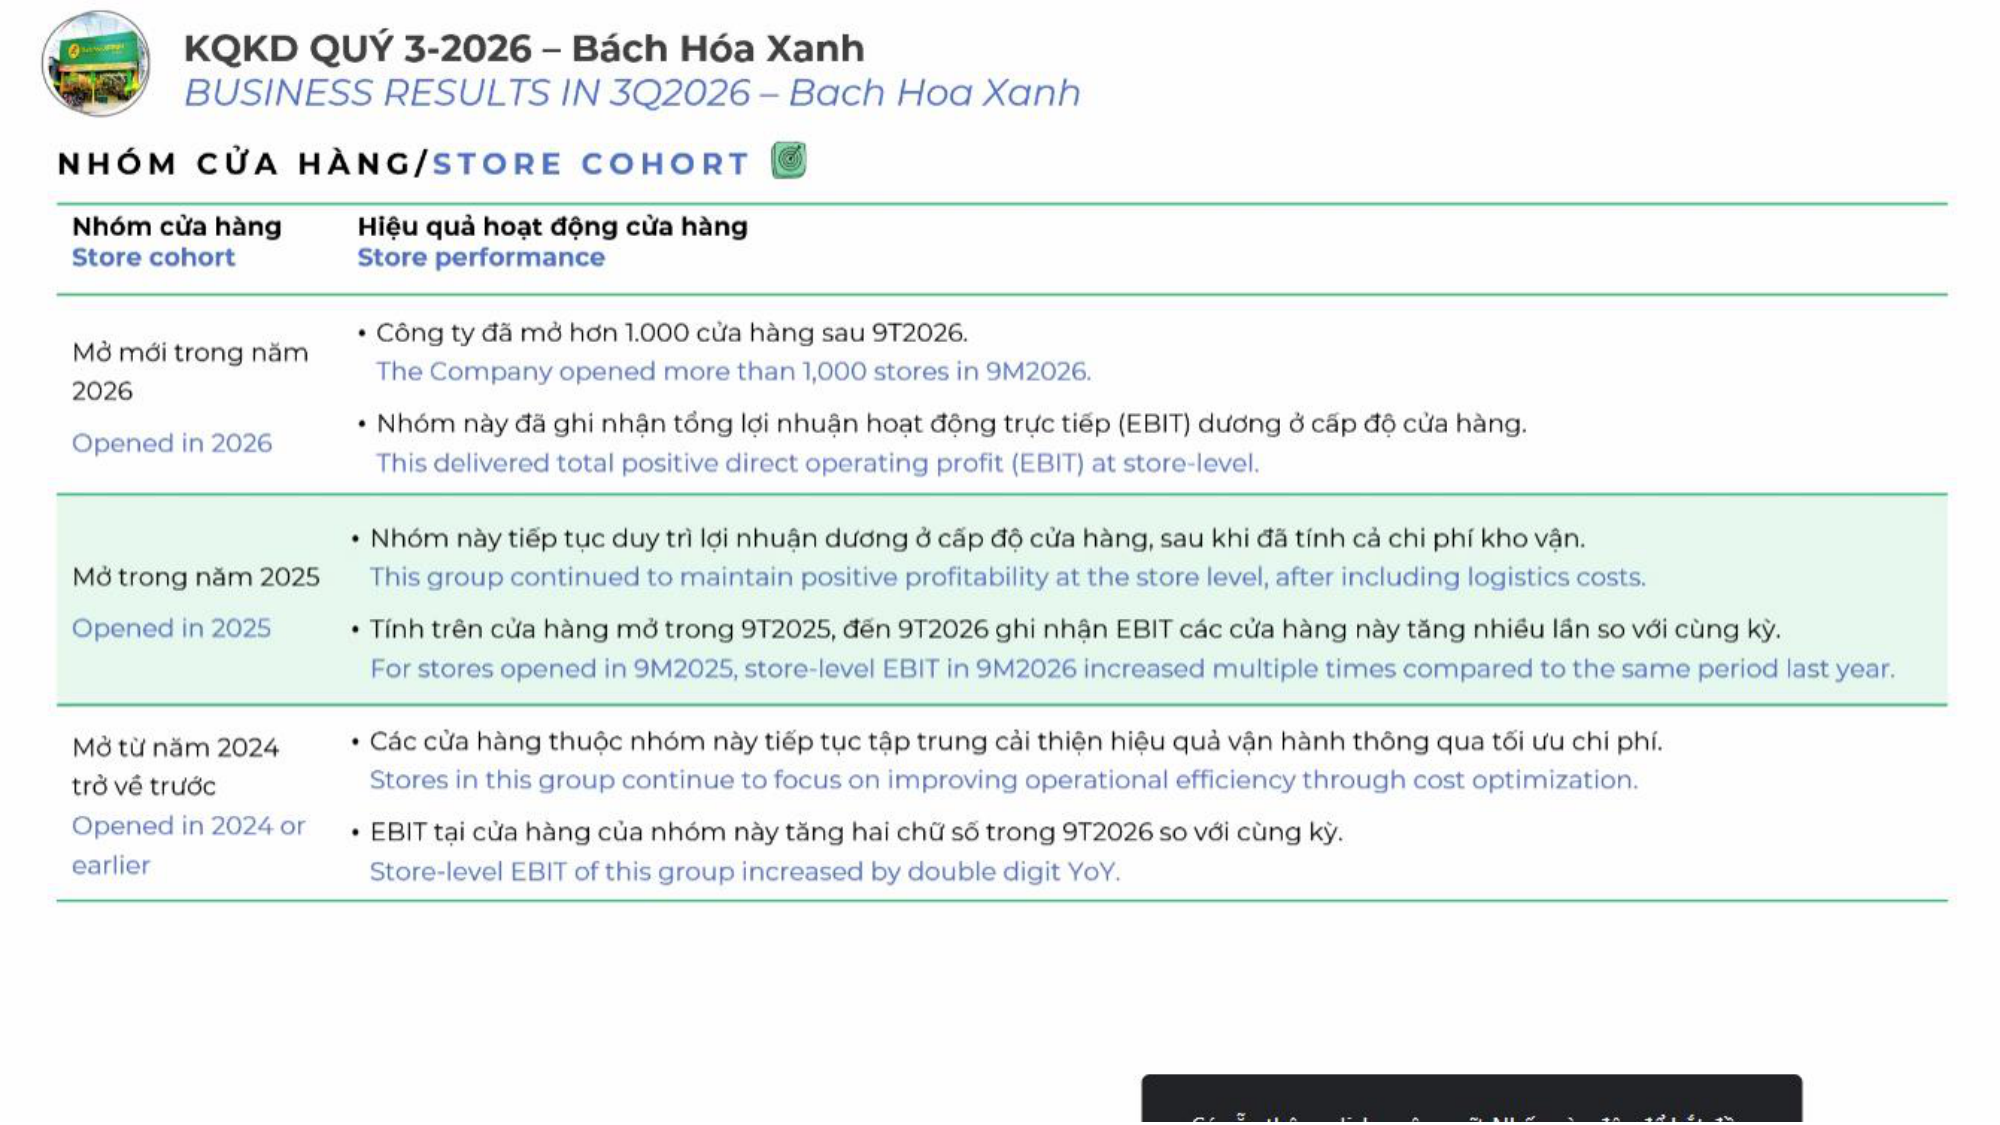 KQKD QUÝ 3-2026 – Bách Hóa Xanh
BUSINESS RESULTS IN 3Q2026 – Bach Hoa Xanh
NHÓM CỬA HÀNG/STORE COHORT
Nhóm cửa hàng
Store cohort
Hiệu quả hoạt động cửa hàng
Store performance
Mở mới trong năm
2026
Opened in 2026
• Công ty đã mở hơn 1.000 cửa hàng sau 9T2026.
The Company opened more than 1,000 stores in 9M2026.
• Nhóm này đã ghi nhận tổng lợi nhuận hoạt động trực tiếp (EBIT) dương ở cấp độ cửa hàng.
This delivered total positive direct operating profit (EBIT) at store-level.
Mở trong năm 2025
Opened in 2025
• Nhóm này tiếp tục duy trì lợi nhuận dương ở cấp độ cửa hàng, sau khi đã tính cả chi phí kho vận.
This group continued to maintain positive profitability at the store level, after including logistics costs.
• Tính trên cửa hàng mở trong 9T2025, đến 9T2026 ghi nhận EBIT các cửa hàng này tăng nhiều lần so với cùng kỳ.
For stores opened in 9M2025, store-level EBIT in 9M2026 increased multiple times compared to the same period last year.
Mở từ năm 2024
trở về trước
Opened in 2024 or
earlier
• Các cửa hàng thuộc nhóm này tiếp tục tập trung cải thiện hiệu quả vận hành thông qua tối ưu chi phí.
Stores in this group continue to focus on improving operational efficiency through cost optimization.
• EBIT tại cửa hàng của nhóm này tăng hai chữ số trong 9T2026 so với cùng kỳ.
Store-level EBIT of this group increased by double digit YoY.